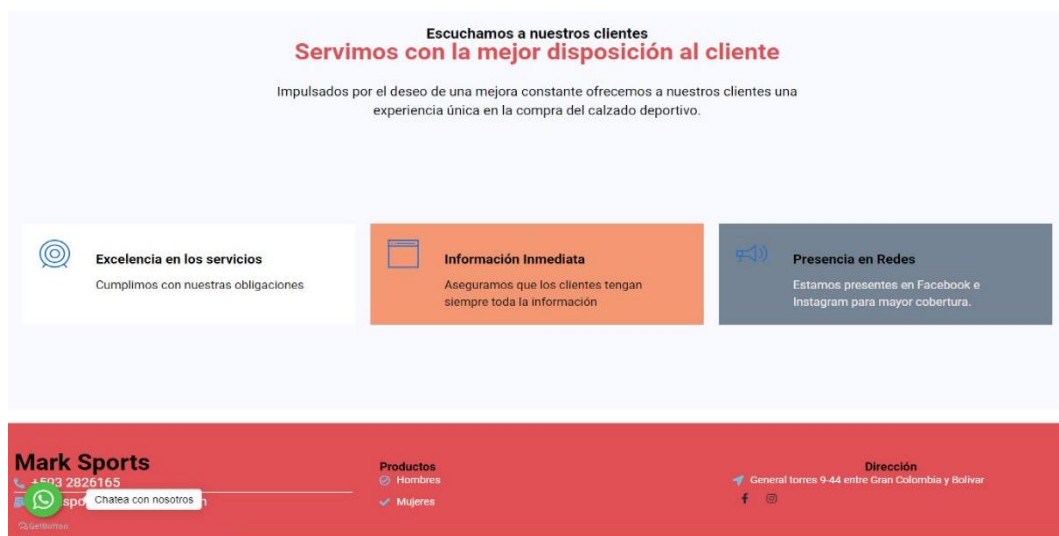 Escuchamos a nuestros clientes
Servimos con la mejor disposición al cliente
Impulsados por el deseo de una mejora constante ofrecemos a nuestros clientes una
experiencia única en la compra del calzado deportivo.
Excelencia en los servicios
Cumplimos con nuestras obligaciones
Información Inmediata
Aseguramos que los clientes tengan
siempre toda la información
Presencia en Redes
Estamos presentes en Facebook e
Instagram para mayor cobertura.
Mark Sports
+593 2826165
Chatea con nosotros
GetButton
Productos
Hombres
Mujeres
Dirección
General torres 9-44 entre Gran Colombia y Bolivar